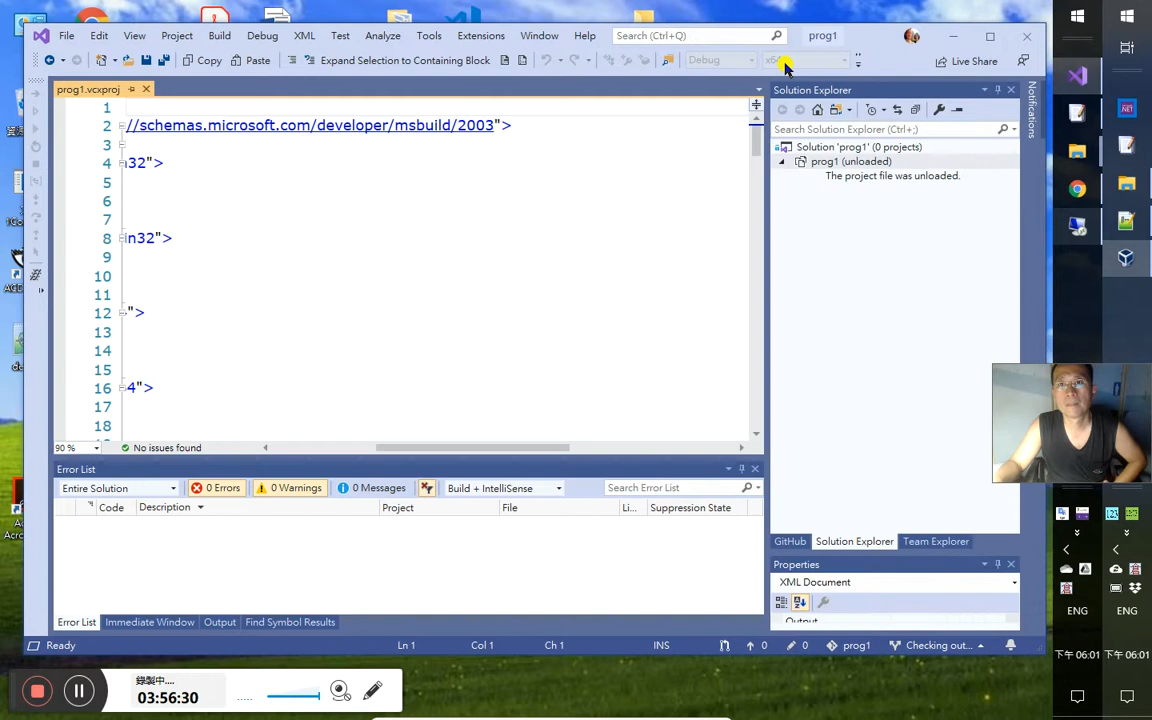 File Edit View Project Build Debug XML Test Analyze Tools Extensions Window Help Search (Ctrl+Q) prog1
Copy Paste Expand Selection to Containing Block Debug Live Share
prog1.vcxproj
1
2 //schemas.microsoft.com/developer/msbuild/2003">
3
4 n32">
5
6
7
8 in32">
9
10
11
12 ">
13
14
15
16 4">
17
18
90 % No issues found
Solution Explorer
Search Solution Explorer (Ctrl+;)
Solution 'prog1' (0 projects)
prog1 (unloaded)
The project file was unloaded.
Notifications
Error List
Entire Solution 0 Errors 0 Warnings 0 Messages Build + IntelliSense Search Error List
Code Description Project File Li... Suppression State
GitHub Solution Explorer Team Explorer
Properties
XML Document
Output
Error List Immediate Window Output Find Symbol Results
Ready Ln 1 Col 1 Ch 1 INS 0 0 prog1 Checking out...
錄製中....
03:56:30
ENG ENG
下午 06:01 下午 06:01